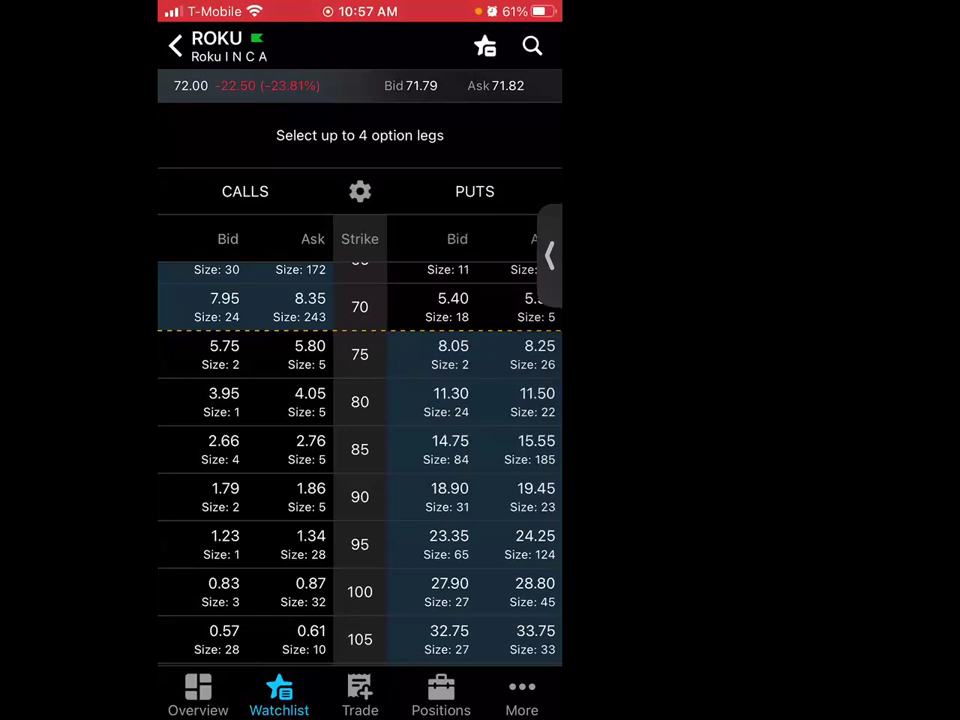 T-Mobile 10:57 AM 61%
ROKU
Roku I N C A
72.00 -22.50 (-23.81%) Bid 71.79 Ask 71.82
Select up to 4 option legs
CALLS PUTS
Bid Ask Strike Bid
Size: 30 Size: 172 Size: 11 Size:
7.95 8.35 70 5.40
Size: 24 Size: 243 Size: 18 Size: 5
5.75 5.80 75 8.05 8.25
Size: 2 Size: 5 Size: 2 Size: 26
3.95 4.05 80 11.30 11.50
Size: 1 Size: 5 Size: 24 Size: 22
2.66 2.76 85 14.75 15.55
Size: 4 Size: 5 Size: 84 Size: 185
1.79 1.86 90 18.90 19.45
Size: 2 Size: 5 Size: 31 Size: 23
1.23 1.34 95 23.35 24.25
Size: 1 Size: 28 Size: 65 Size: 124
0.83 0.87 100 27.90 28.80
Size: 3 Size: 32 Size: 27 Size: 45
0.57 0.61 105 32.75 33.75
Size: 28 Size: 10 Size: 27 Size: 33
Overview Watchlist Trade Positions More